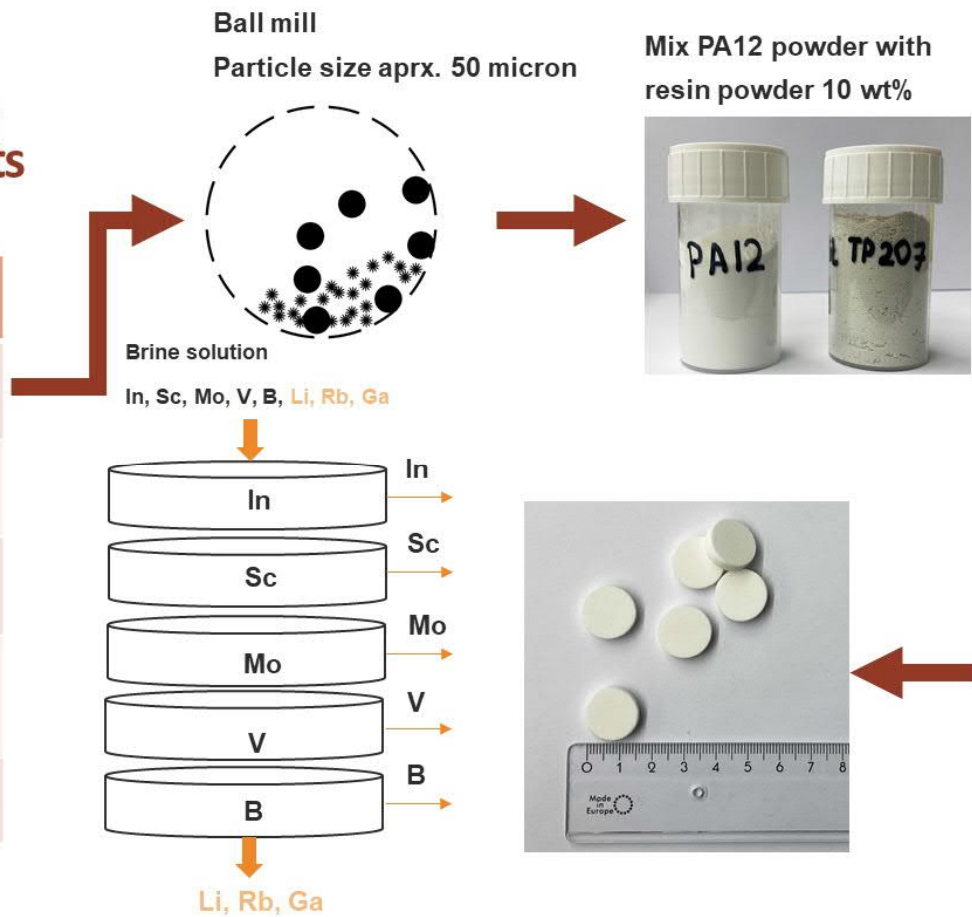 Ball mill
Particle size aprx. 50 micron
Mix PA12 powder with
resin powder 10 wt%
ts
PA12
TP207
Brine solution
In, Sc, Mo, V, B, Li, Rb, Ga
In
In
Sc
Sc
Mo
Mo
V
V
B
B
Li, Rb, Ga
0 1 2 3 4 5 6 7 8
Made
in
Europe